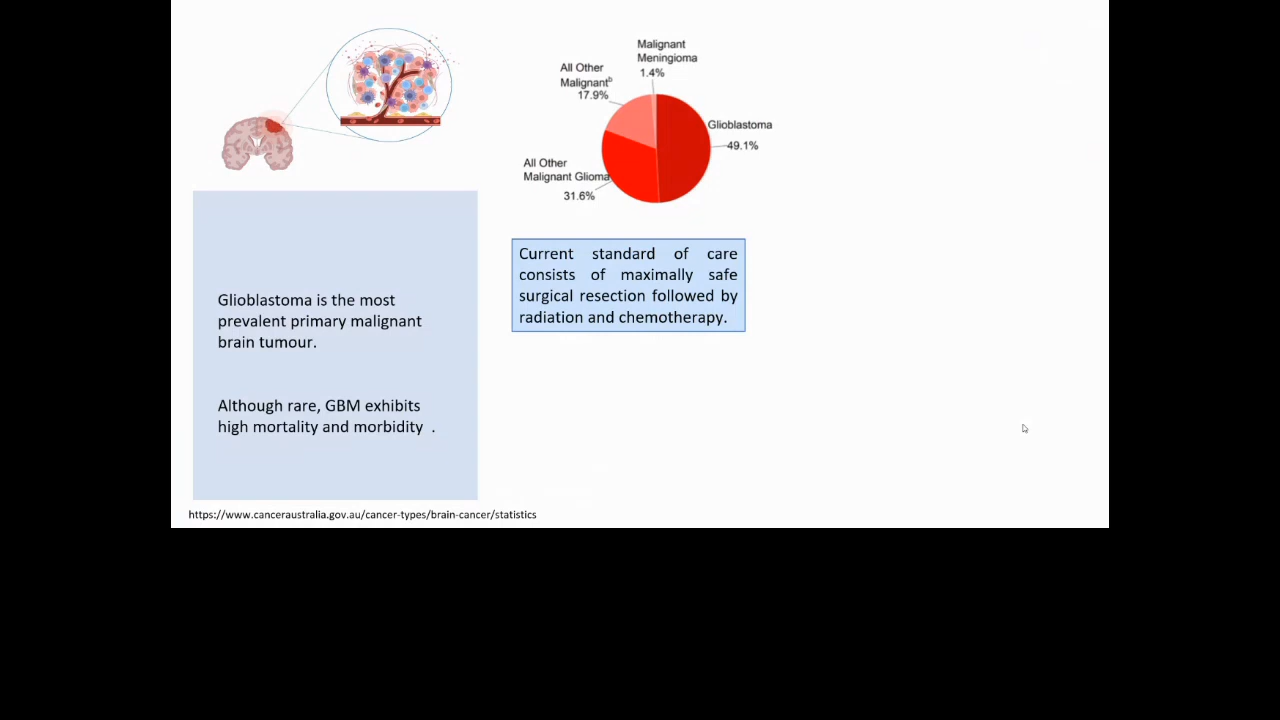 Malignant
Meningioma
1.4%
All Other
Malignantᵇ
17.9%
Glioblastoma
49.1%
All Other
Malignant Glioma
31.6%
Glioblastoma is the most
prevalent primary malignant
brain tumour.
Although rare, GBM exhibits
high mortality and morbidity .
Current standard of care
consists of maximally safe
surgical resection followed by
radiation and chemotherapy.
https://www.canceraustralia.gov.au/cancer-types/brain-cancer/statistics